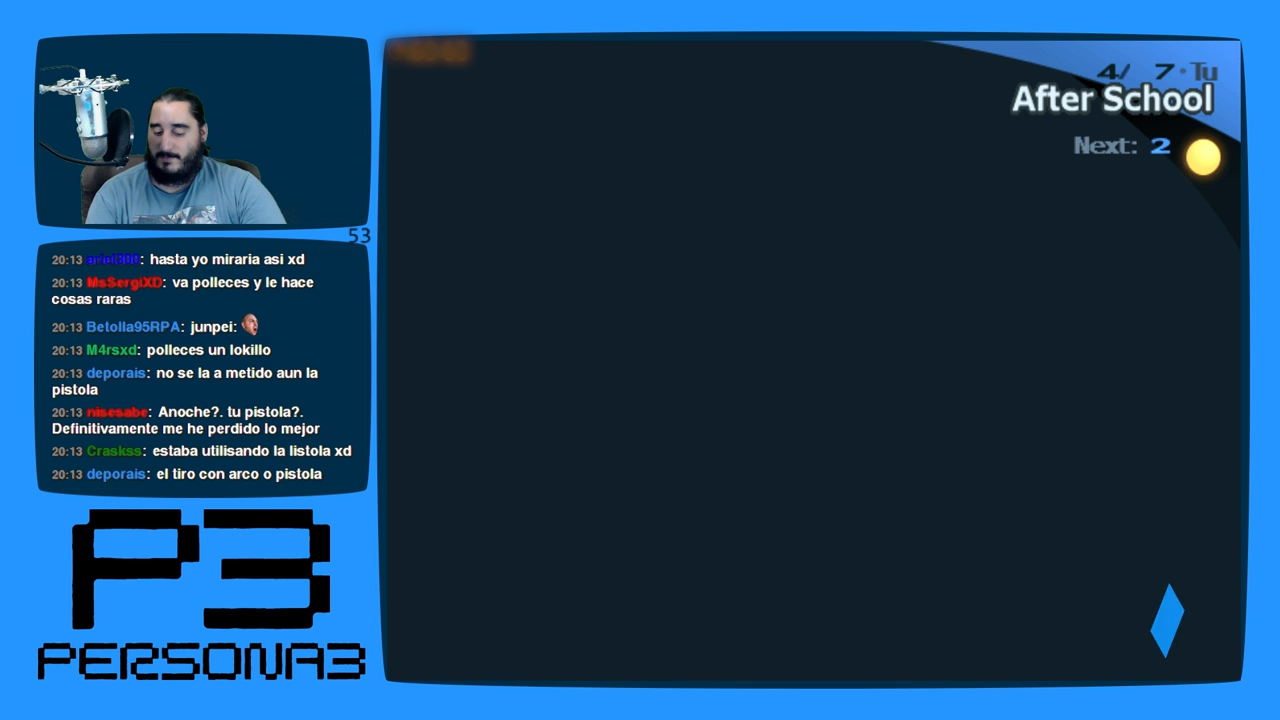 4/ 7・Tu
After School
Next: 2
53
20:13 ariel300: hasta yo miraria asi xd
20:13 MsSergiXD: va polleces y le hace
cosas raras
20:13 Betolla95RPA: junpei:
20:13 M4rsxd: polleces un lokillo
20:13 deporais: no se la a metido aun la
pistola
20:13 nisesabe: Anoche?. tu pistola?.
Definitivamente me he perdido lo mejor
20:13 Craskss: estaba utilisando la listola xd
20:13 deporais: el tiro con arco o pistola
P3
PERSONA3